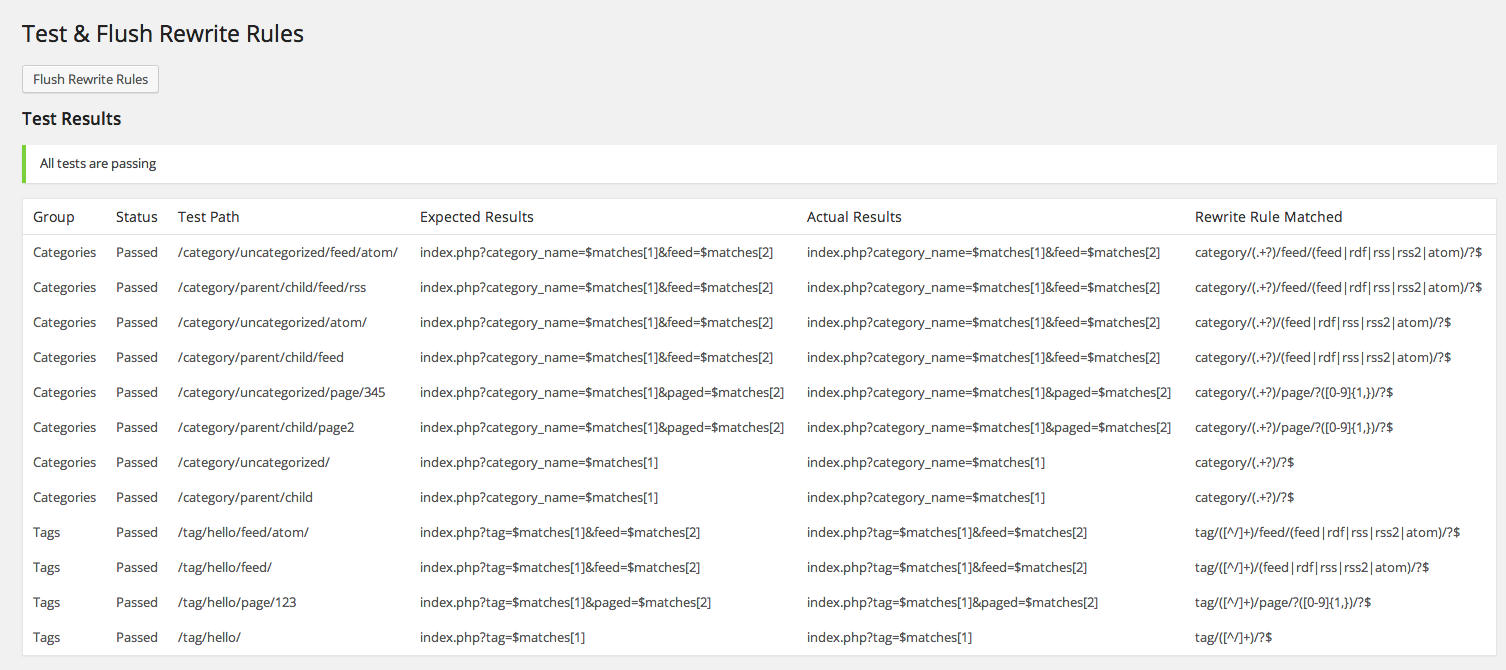 Test & Flush Rewrite Rules
Flush Rewrite Rules
Test Results
All tests are passing
Group Status Test Path Expected Results Actual Results Rewrite Rule Matched
Categories Passed /category/uncategorized/feed/atom/ index.php?category_name=$matches[1]&feed=$matches[2] index.php?category_name=$matches[1]&feed=$matches[2] category/(.+?)/feed/(feed|rdf|rss|rss2|atom)/?$
Categories Passed /category/parent/child/feed/rss index.php?category_name=$matches[1]&feed=$matches[2] index.php?category_name=$matches[1]&feed=$matches[2] category/(.+?)/feed/(feed|rdf|rss|rss2|atom)/?$
Categories Passed /category/uncategorized/atom/ index.php?category_name=$matches[1]&feed=$matches[2] index.php?category_name=$matches[1]&feed=$matches[2] category/(.+?)/(feed|rdf|rss|rss2|atom)/?$
Categories Passed /category/parent/child/feed index.php?category_name=$matches[1]&feed=$matches[2] index.php?category_name=$matches[1]&feed=$matches[2] category/(.+?)/(feed|rdf|rss|rss2|atom)/?$
Categories Passed /category/uncategorized/page/345 index.php?category_name=$matches[1]&paged=$matches[2] index.php?category_name=$matches[1]&paged=$matches[2] category/(.+?)/page/?([0-9]{1,})/?$
Categories Passed /category/parent/child/page2 index.php?category_name=$matches[1]&paged=$matches[2] index.php?category_name=$matches[1]&paged=$matches[2] category/(.+?)/page/?([0-9]{1,})/?$
Categories Passed /category/uncategorized/ index.php?category_name=$matches[1] index.php?category_name=$matches[1] category/(.+?)/?$
Categories Passed /category/parent/child index.php?category_name=$matches[1] index.php?category_name=$matches[1] category/(.+?)/?$
Tags Passed /tag/hello/feed/atom/ index.php?tag=$matches[1]&feed=$matches[2] index.php?tag=$matches[1]&feed=$matches[2] tag/([^/]+)/feed/(feed|rdf|rss|rss2|atom)/?$
Tags Passed /tag/hello/feed/ index.php?tag=$matches[1]&feed=$matches[2] index.php?tag=$matches[1]&feed=$matches[2] tag/([^/]+)/(feed|rdf|rss|rss2|atom)/?$
Tags Passed /tag/hello/page/123 index.php?tag=$matches[1]&paged=$matches[2] index.php?tag=$matches[1]&paged=$matches[2] tag/([^/]+)/page/?([0-9]{1,})/?$
Tags Passed /tag/hello/ index.php?tag=$matches[1] index.php?tag=$matches[1] tag/([^/]+)/?$